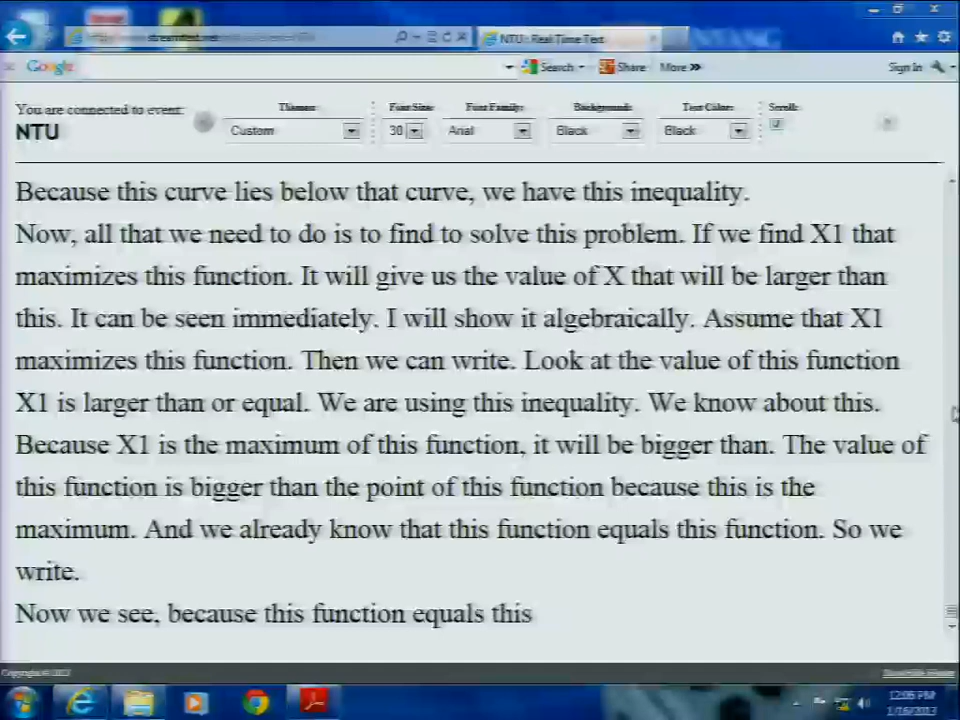 NTU : Real Time Text
Google
Search
Share
More »
Sign In
You are connected to event:
NTU
Themes:
Font Size:
Font Family:
Background:
Text Color:
Scroll:
Custom
30
Arial
Black
Black
Because this curve lies below that curve, we have this inequality.
Now, all that we need to do is to find to solve this problem. If we find X1 that
maximizes this function. It will give us the value of X that will be larger than
this. It can be seen immediately. I will show it algebraically. Assume that X1
maximizes this function. Then we can write. Look at the value of this function
X1 is larger than or equal. We are using this inequality. We know about this.
Because X1 is the maximum of this function, it will be bigger than. The value of
this function is bigger than the point of this function because this is the
maximum. And we already know that this function equals this function. So we
write.
Now we see, because this function equals this
12:06 PM
1/16/2013